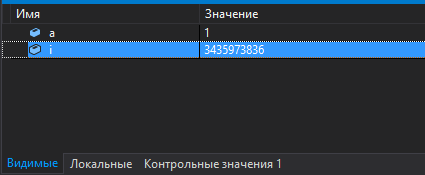 Имя Значение
a 1
i 3435973836
Видимые Локальные Контрольные значения 1